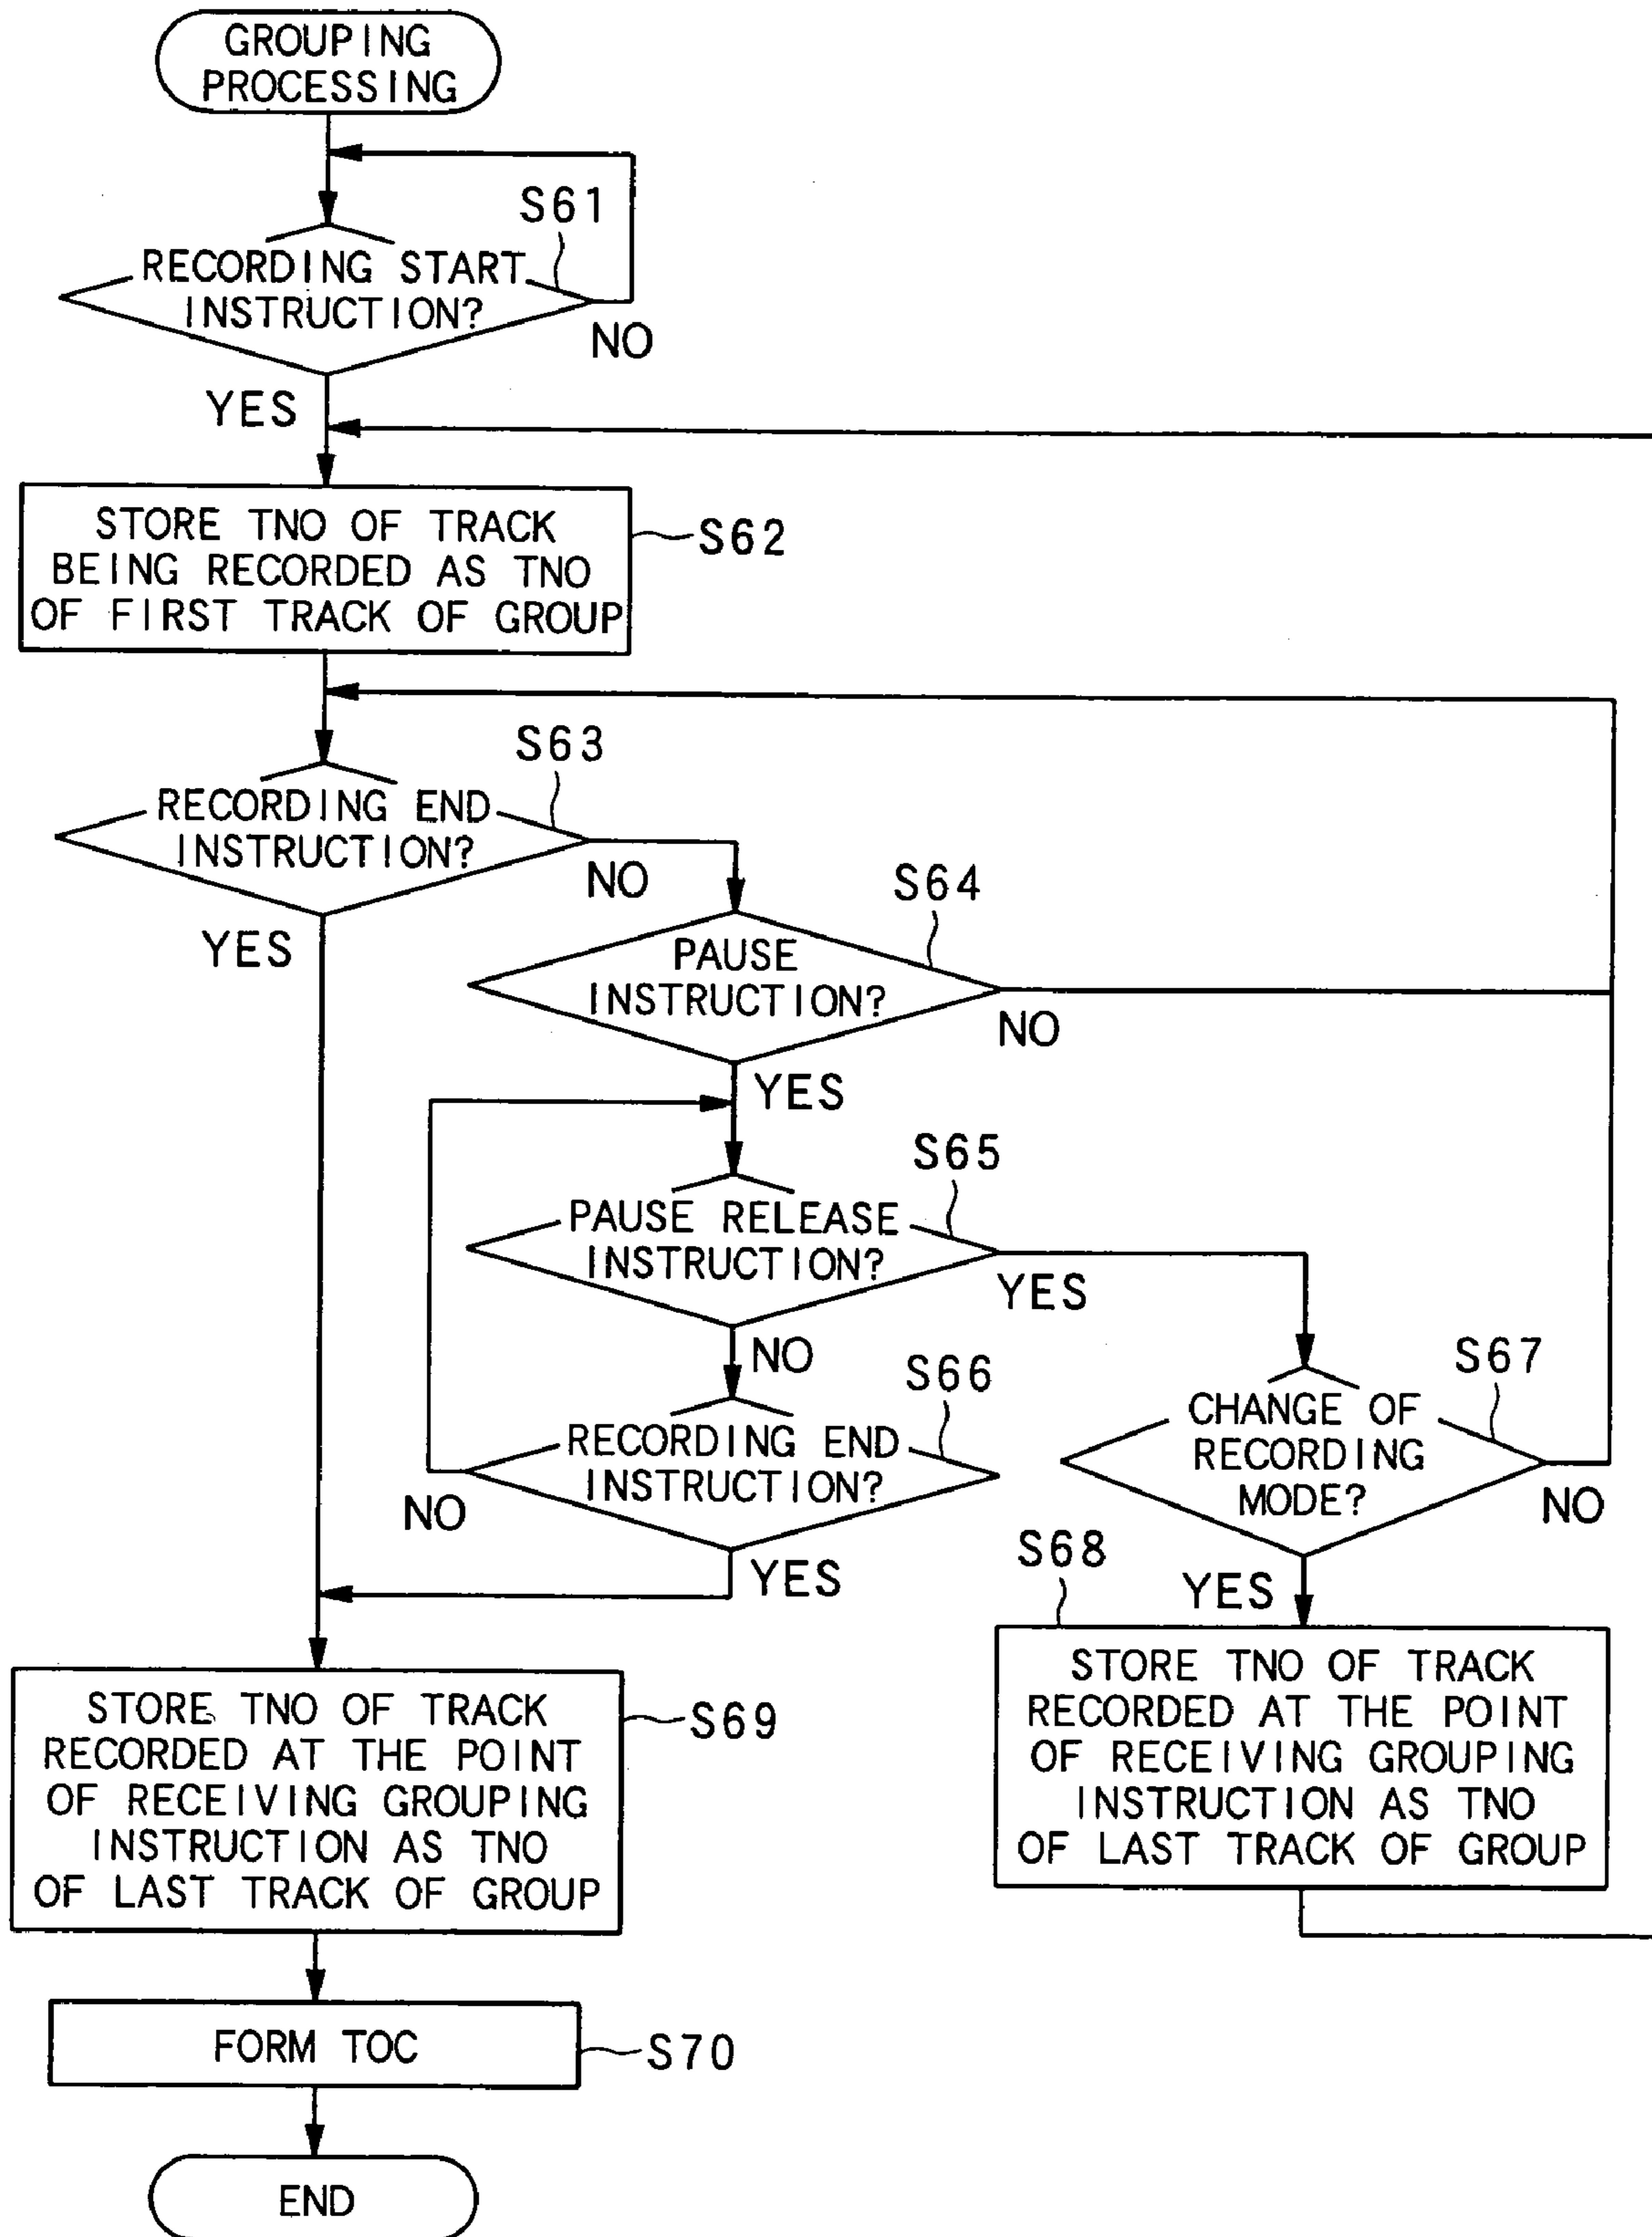 GROUPING
PROCESSING
S61
RECORDING START
INSTRUCTION?
NO
YES
STORE TNO OF TRACK
BEING RECORDED AS TNO
OF FIRST TRACK OF GROUP
S62
S63
RECORDING END
INSTRUCTION?
NO
YES
S64
PAUSE
INSTRUCTION?
NO
YES
S65
PAUSE RELEASE
INSTRUCTION?
YES
NO
S66
RECORDING END
INSTRUCTION?
NO
YES
S67
CHANGE OF
RECORDING
MODE?
NO
YES
S68
STORE TNO OF TRACK
RECORDED AT THE POINT
OF RECEIVING GROUPING
INSTRUCTION AS TNO
OF LAST TRACK OF GROUP
STORE TNO OF TRACK
RECORDED AT THE POINT
OF RECEIVING GROUPING
INSTRUCTION AS TNO
OF LAST TRACK OF GROUP
S69
FORM TOC
S70
END